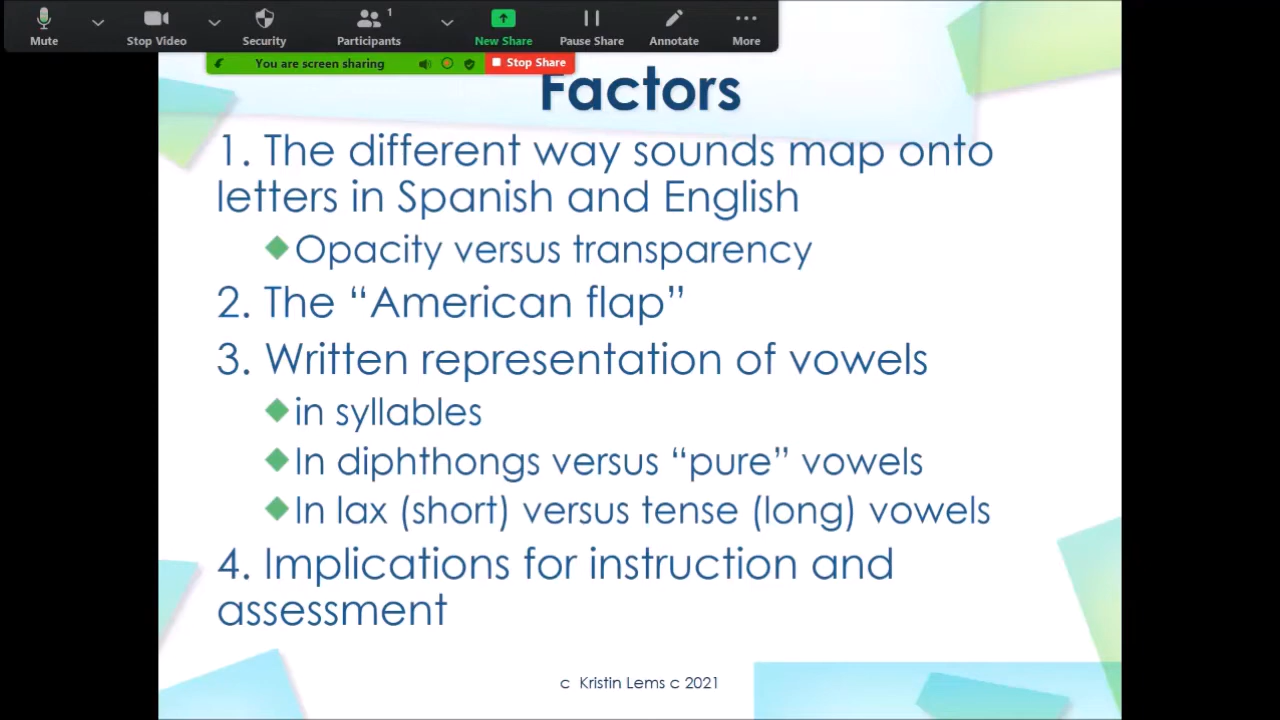 1
Mute
Stop Video
Security
Participants
New Share
Pause Share
Annotate
More
You are screen sharing
Stop Share
Factors
1. The different way sounds map onto
letters in Spanish and English
Opacity versus transparency
2. The “American flap”
3. Written representation of vowels
in syllables
In diphthongs versus “pure” vowels
In lax (short) versus tense (long) vowels
4. Implications for instruction and
assessment
c Kristin Lems c 2021